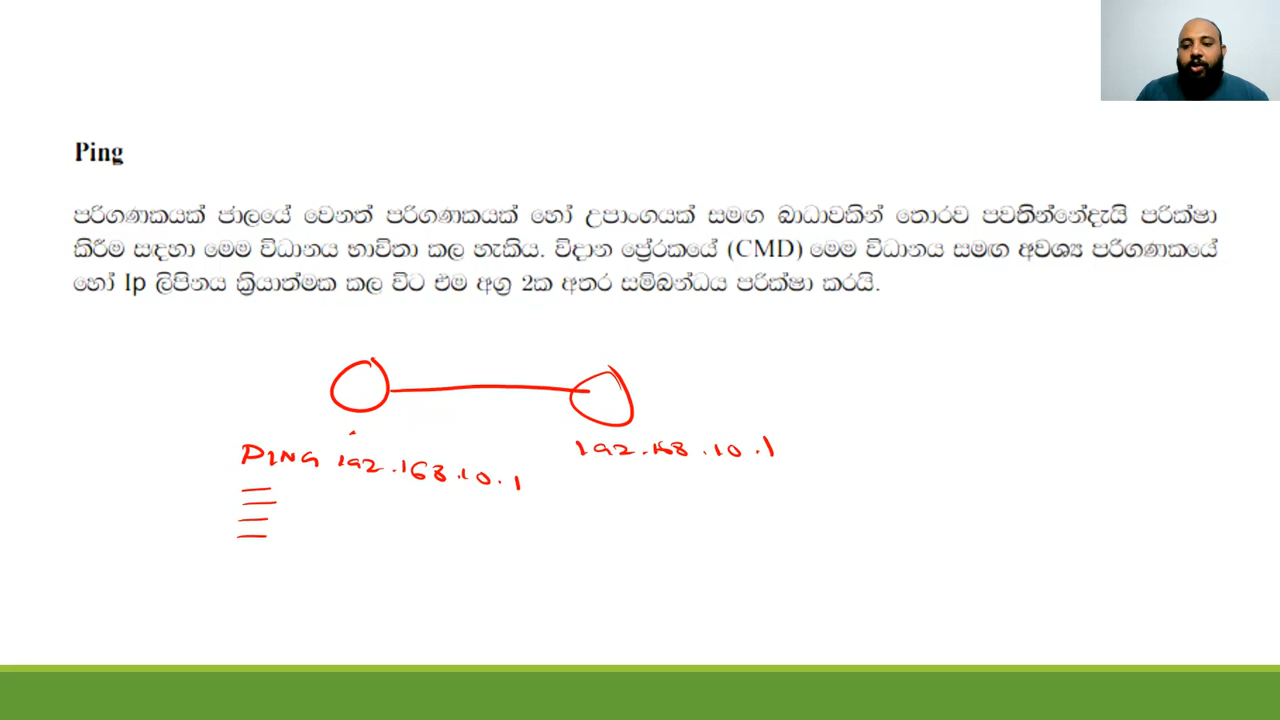 Ping
පරිගණකයක් ජාලයේ වෙනත් පරිගණකයක් හෝ උපාංගයක් සමඟ බාධාවකින් තොරව පවතින්නේදැයි පරික්ෂා
කිරීම සඳහා මෙම විධානය භාවිතා කල හැකිය. විදාන ප්‍රේරකයේ (CMD) මෙම විධානය සමඟ අවශ්‍ය පරිගණකයේ
හෝ Ip ලිපිනය ක්‍රියාත්මක කල විට එම අග්‍ර 2ක අතර සම්බන්ධය පරික්ෂා කරයි.
PING 192.168.10.1
192.168.10.1